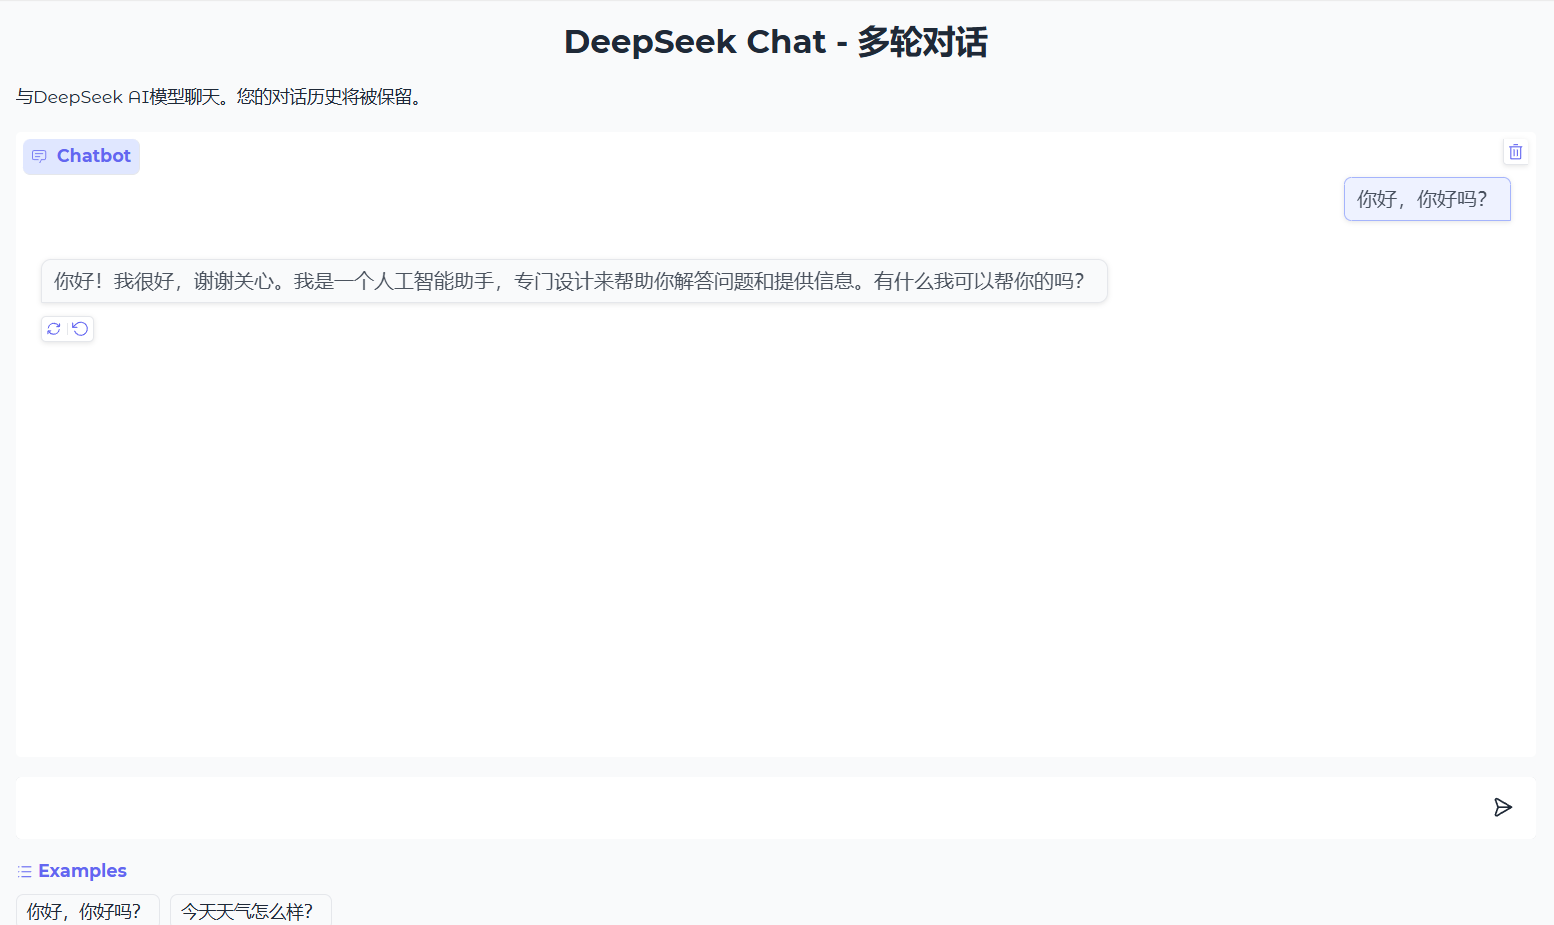 DeepSeek Chat - 多轮对话
与DeepSeek AI模型聊天。您的对话历史将被保留。
Chatbot
你好，你好吗？
你好！我很好，谢谢关心。我是一个人工智能助手，专门设计来帮助你解答问题和提供信息。有什么我可以帮你的吗？
Examples
你好，你好吗？
今天天气怎么样？